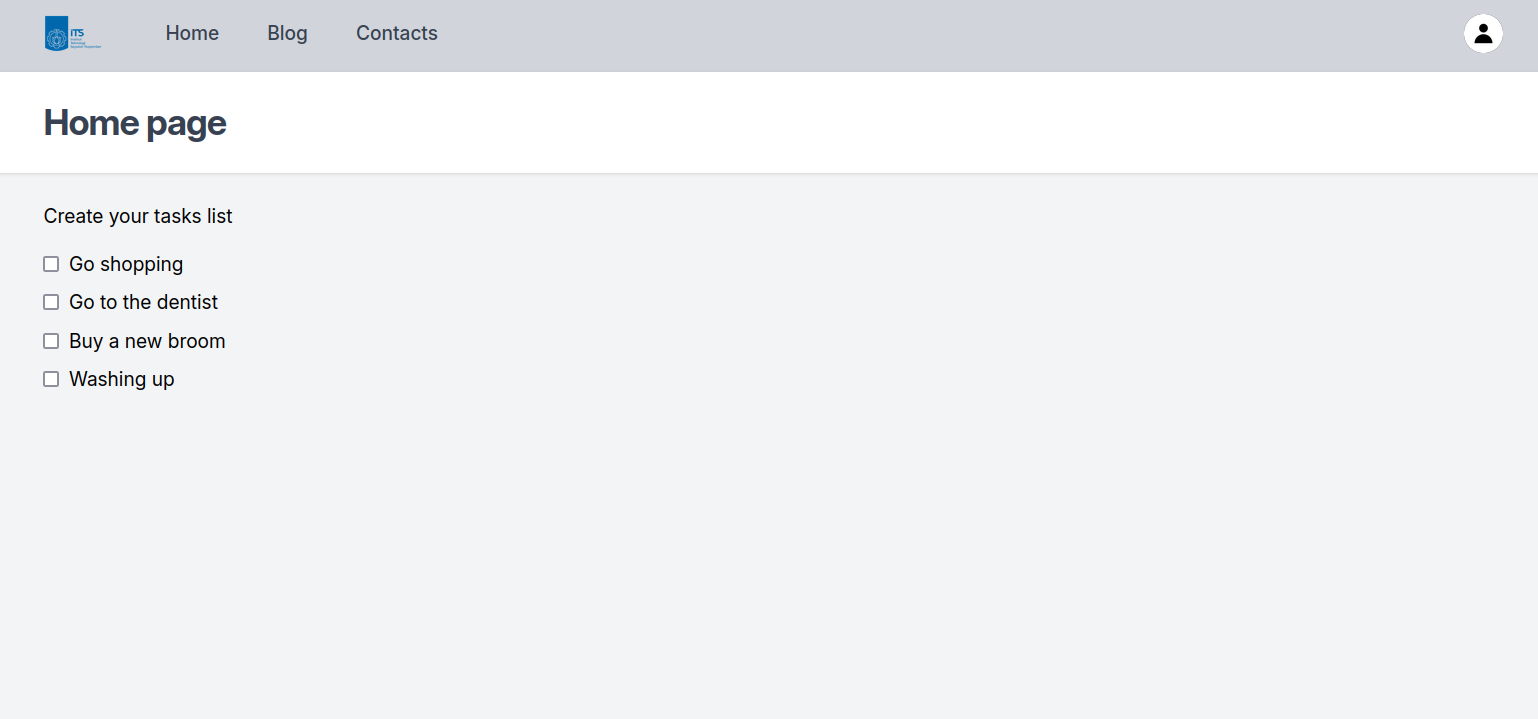 ITS
Home
Blog
Contacts
Home page
Create your tasks list
Go shopping
Go to the dentist
Buy a new broom
Washing up